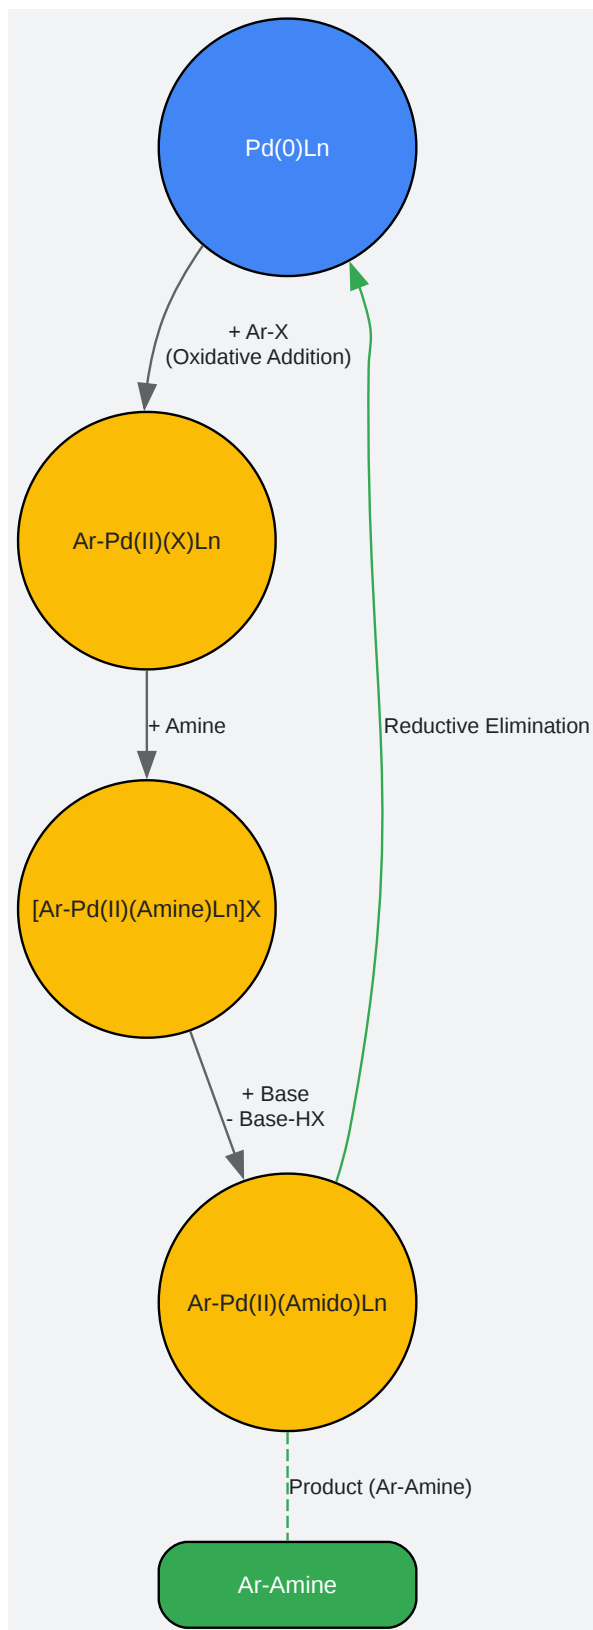 Pd(0)Ln
+ Ar-X
(Oxidative Addition)
Ar-Pd(II)(X)Ln
+ Amine
Reductive Elimination
[Ar-Pd(II)(Amine)Ln]X
+ Base
- Base-HX
Ar-Pd(II)(Amido)Ln
Product (Ar-Amine)
Ar-Amine